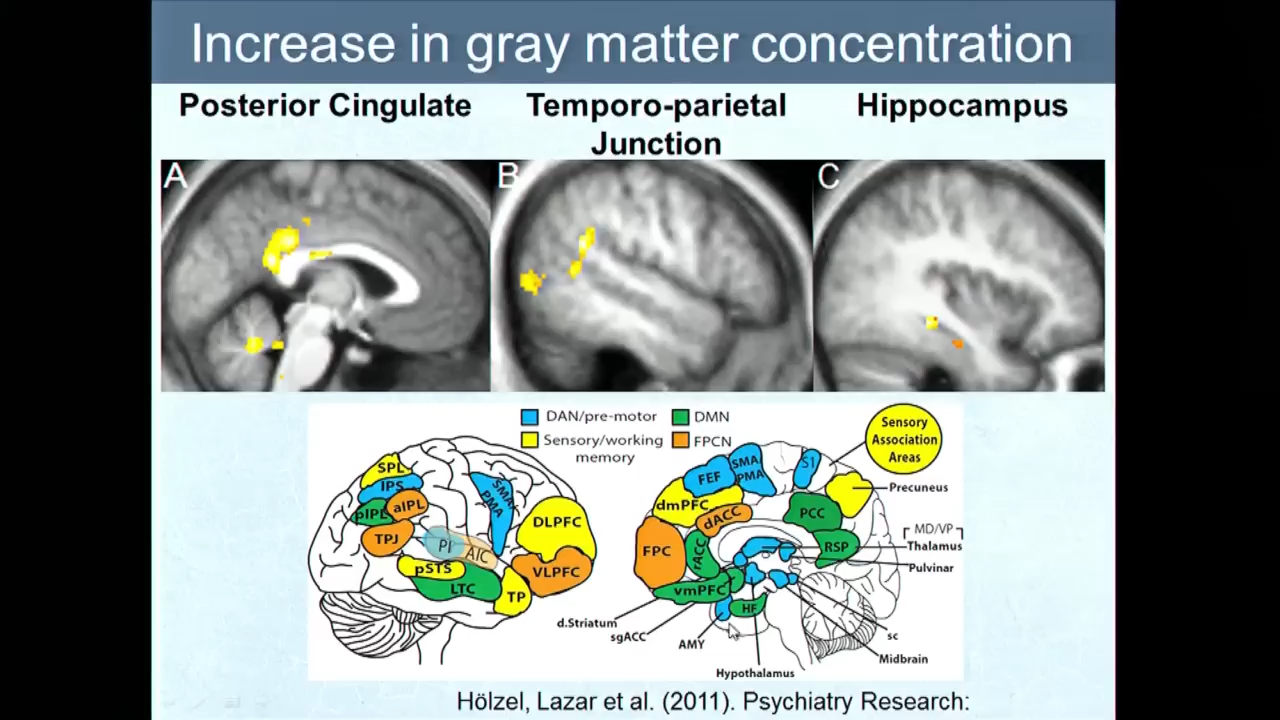 Increase in gray matter concentration
Posterior Cingulate
Temporo-parietal
Junction
Hippocampus
A
B
C
DAN/pre-motor
DMN
Sensory/working
memory
FPCN
Sensory
Association
Areas
SPL
IPS
pIPL
aIPL
TPJ
PI
AIC
pSTS
LTC
TP
SMA/
PMA
DLPFC
VLPFC
FEF
SMA/
PMA
S1
dmPFC
dACC
FPC
rACC
vmPFC
HF
PCC
RSP
Precuneus
MD/VP
Thalamus
Pulvinar
d.Striatum
sgACC
AMY
Hypothalamus
sc
Midbrain
Hölzel, Lazar et al. (2011). Psychiatry Research: